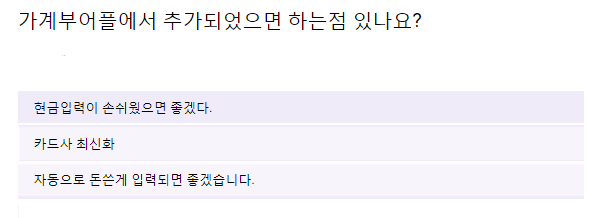 가계부어플에서 추가되었으면 하는점 있나요?
현금입력이 손쉬웠으면 좋겠다.
카드사 최신화
자동으로 돈쓴게 입력되면 좋겠습니다.